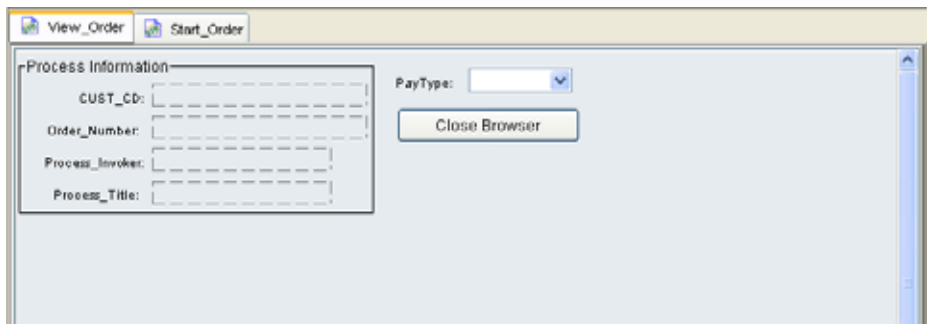 View_Order Start_Order
Process Information
CUST_CD:
Order_Number:
Process_Invoker:
Process_Title:
PayType:
Close Browser